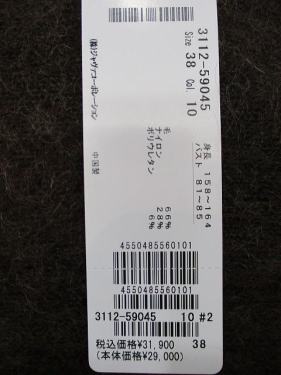 3112-59045
Size 38 Col. 10
身長 158~164
バスト 81~85
毛 66%
ナイロン 28%
ポリウレタン 6%
㈱ジャヴァコーポレーション
中国製
4550485560101
4550485560101
3112-59045 10 #2
税込価格¥31,900 38
(本体価格¥29,000)